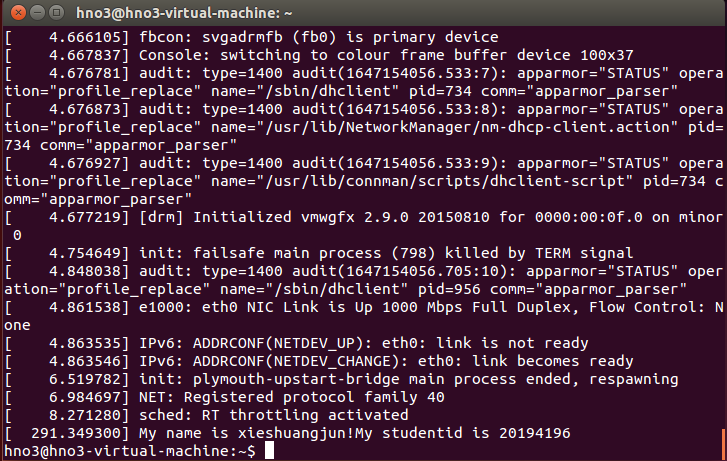 hno3@hno3-virtual-machine: ~
[    4.666105] fbcon: svgadrmfb (fb0) is primary device
[    4.667837] Console: switching to colour frame buffer device 100x37
[    4.676781] audit: type=1400 audit(1647154056.533:7): apparmor="STATUS" opera
tion="profile_replace" name="/sbin/dhclient" pid=734 comm="apparmor_parser"
[    4.676873] audit: type=1400 audit(1647154056.533:8): apparmor="STATUS" opera
tion="profile_replace" name="/usr/lib/NetworkManager/nm-dhcp-client.action" pid=
734 comm="apparmor_parser"
[    4.676927] audit: type=1400 audit(1647154056.533:9): apparmor="STATUS" opera
tion="profile_replace" name="/usr/lib/connman/scripts/dhclient-script" pid=734 c
omm="apparmor_parser"
[    4.677219] [drm] Initialized vmwgfx 2.9.0 20150810 for 0000:00:0f.0 on minor
 0
[    4.754649] init: failsafe main process (798) killed by TERM signal
[    4.848038] audit: type=1400 audit(1647154056.705:10): apparmor="STATUS" oper
ation="profile_replace" name="/sbin/dhclient" pid=956 comm="apparmor_parser"
[    4.861538] e1000: eth0 NIC Link is Up 1000 Mbps Full Duplex, Flow Control: N
one
[    4.863535] IPv6: ADDRCONF(NETDEV_UP): eth0: link is not ready
[    4.863546] IPv6: ADDRCONF(NETDEV_CHANGE): eth0: link becomes ready
[    6.519782] init: plymouth-upstart-bridge main process ended, respawning
[    6.984697] NET: Registered protocol family 40
[    8.271280] sched: RT throttling activated
[  291.349300] My name is xieshuangjun!My studentid is 20194196
hno3@hno3-virtual-machine:~$